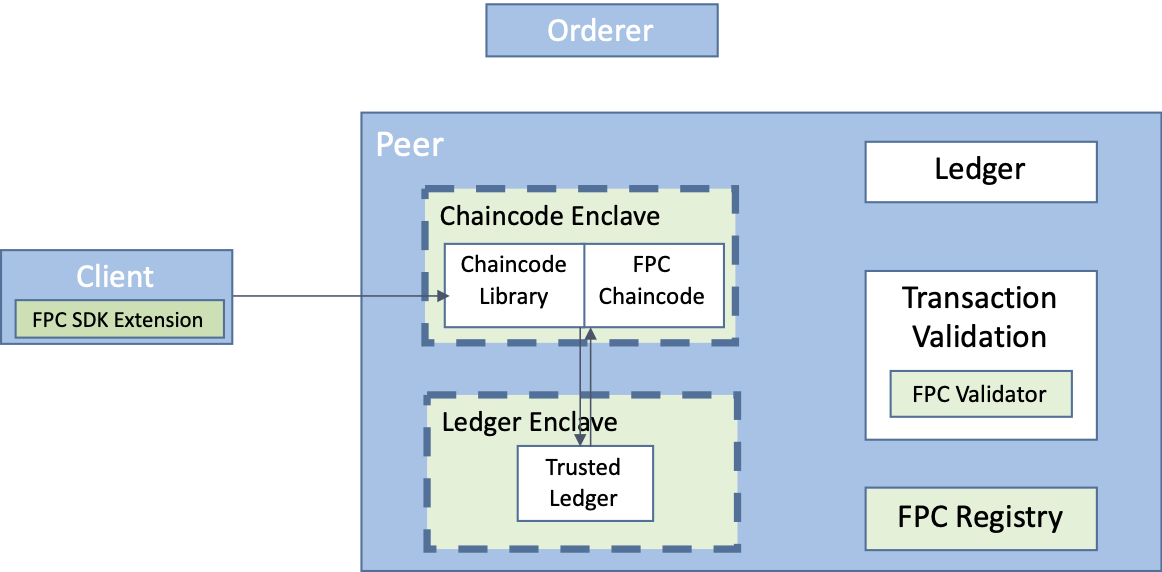 Orderer
Peer
Ledger
Chaincode Enclave
Chaincode
Library
FPC
Chaincode
Client
FPC SDK Extension
Transaction
Validation
FPC Validator
Ledger Enclave
Trusted
Ledger
FPC Registry